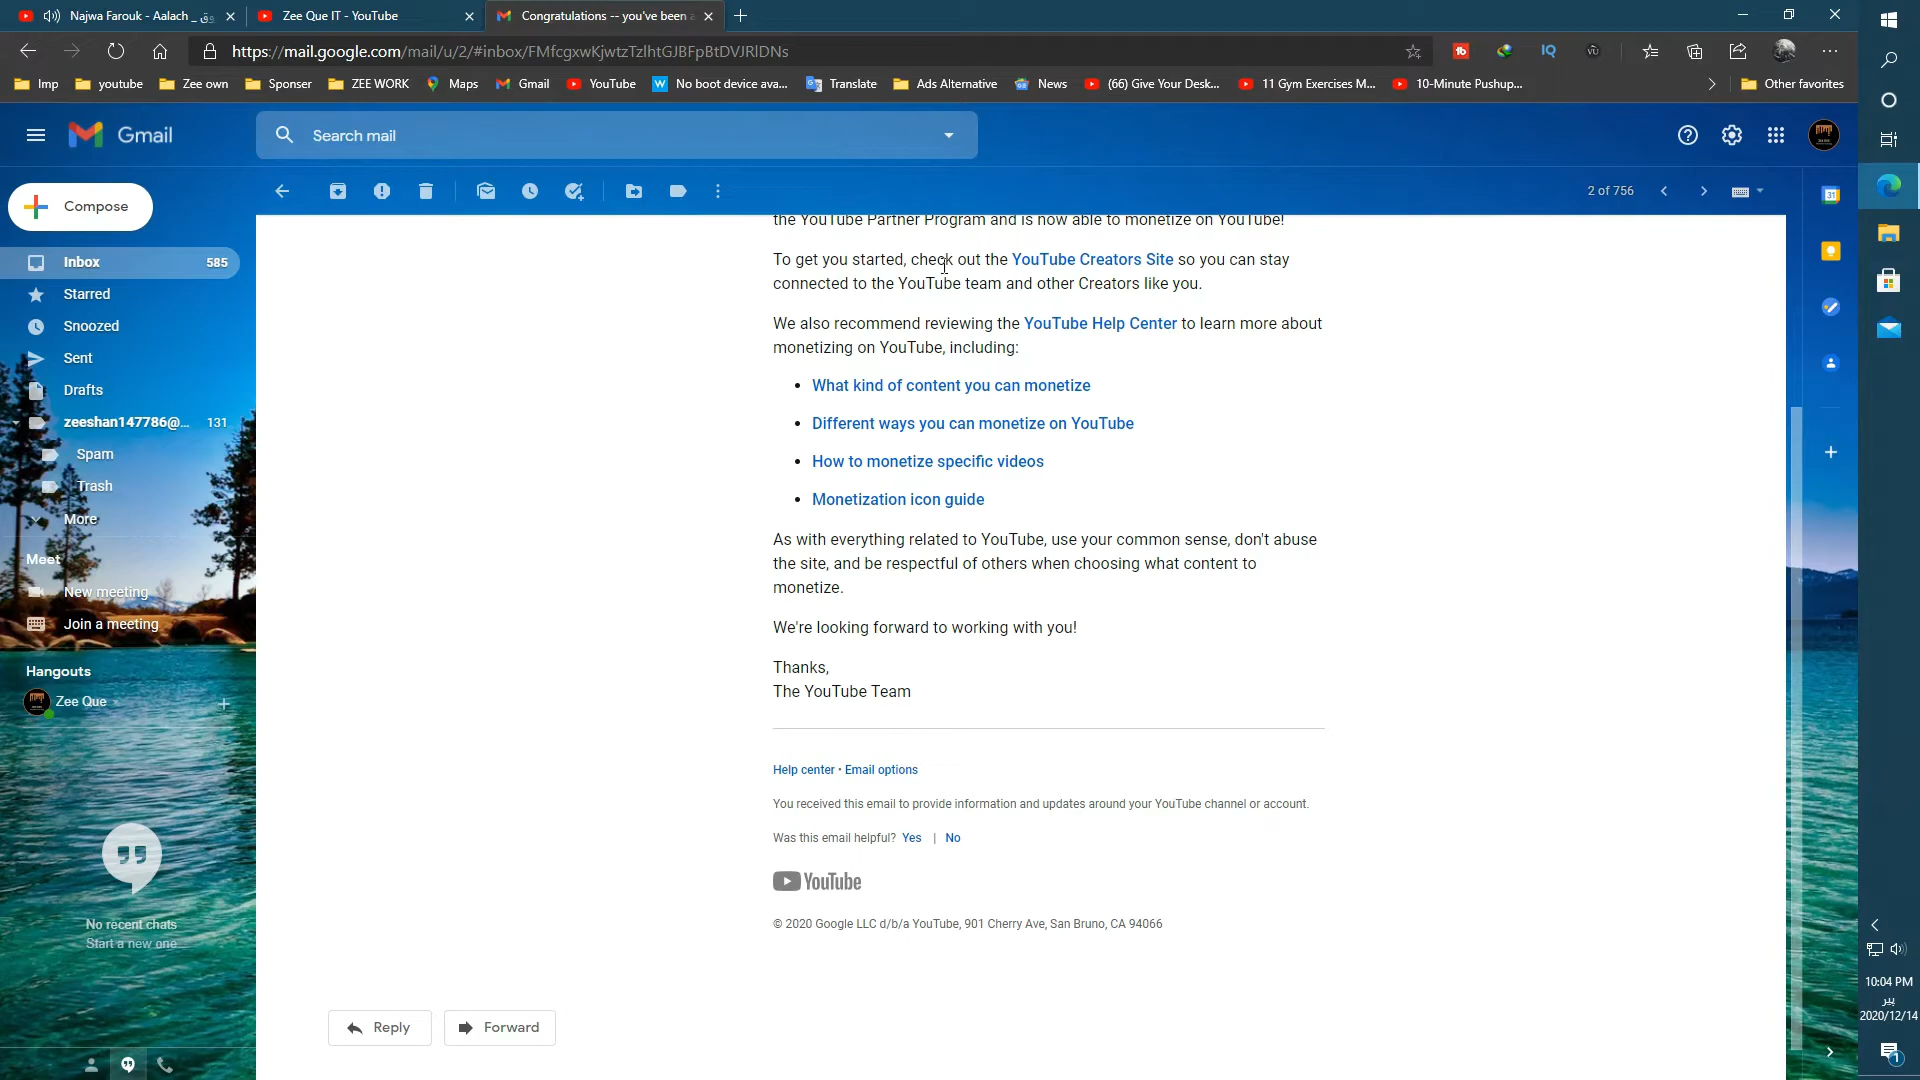 Najwa Farouk - Aalach _
Zee Que IT - YouTube
Congratulations -- you've been a
https://mail.google.com/mail/u/2/#inbox/FMfcgxwKjwtzTzlhtGJBFpBtDVJRlDNs
Imp
youtube
Zee own
Sponser
ZEE WORK
Maps
Gmail
YouTube
No boot device ava...
Translate
Ads Alternative
News
(66) Give Your Desk...
11 Gym Exercises M...
10-Minute Pushup...
Other favorites
Gmail
Search mail
Compose
2 of 756
Inbox 585
Starred
Snoozed
Sent
Drafts
zeeshan147786@... 131
Spam
Trash
More
Meet
New meeting
Join a meeting
Hangouts
Zee Que
No recent chats
Start a new one
the YouTube Partner Program and is now able to monetize on YouTube!
To get you started, check out the YouTube Creators Site so you can stay
connected to the YouTube team and other Creators like you.
We also recommend reviewing the YouTube Help Center to learn more about
monetizing on YouTube, including:
• What kind of content you can monetize
• Different ways you can monetize on YouTube
• How to monetize specific videos
• Monetization icon guide
As with everything related to YouTube, use your common sense, don't abuse
the site, and be respectful of others when choosing what content to
monetize.
We're looking forward to working with you!
Thanks,
The YouTube Team
Help center • Email options
You received this email to provide information and updates around your YouTube channel or account.
Was this email helpful? Yes | No
YouTube
© 2020 Google LLC d/b/a YouTube, 901 Cherry Ave, San Bruno, CA 94066
Reply
Forward
10:04 PM
پیر
2020/12/14
1